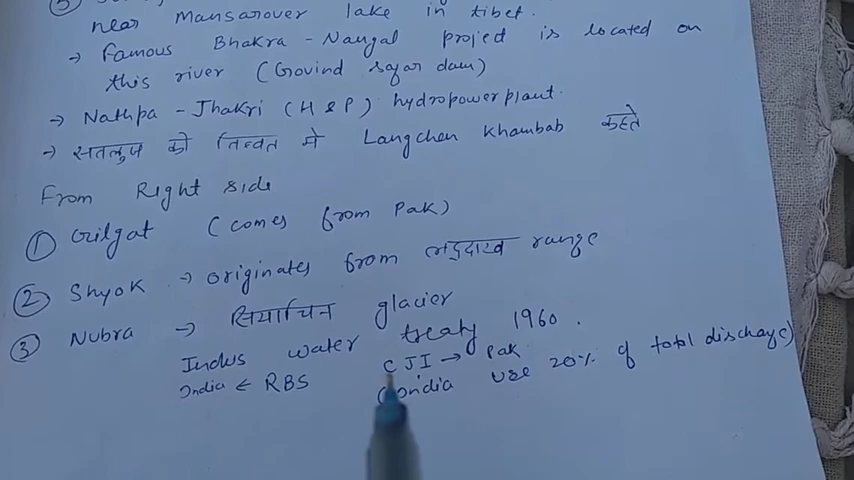 near Mansarover lake in tibet.
→ Famous Bhakra - Nangal project is located on
this river (Govind sagar dam)
→ Nathpa - Jhakri (H & P) hydropower plant.
→ सतलुज को तिब्बत मे Langchen Khambab कहते
From Right side
① Gilgat (comes from Pak)
② Shyok → originates from लद्दाख range
③ Nubra → सियाचिन glacier
Indus water treaty 1960.
India ← RBS CJI → Pak
(India use 20% of total discharge)